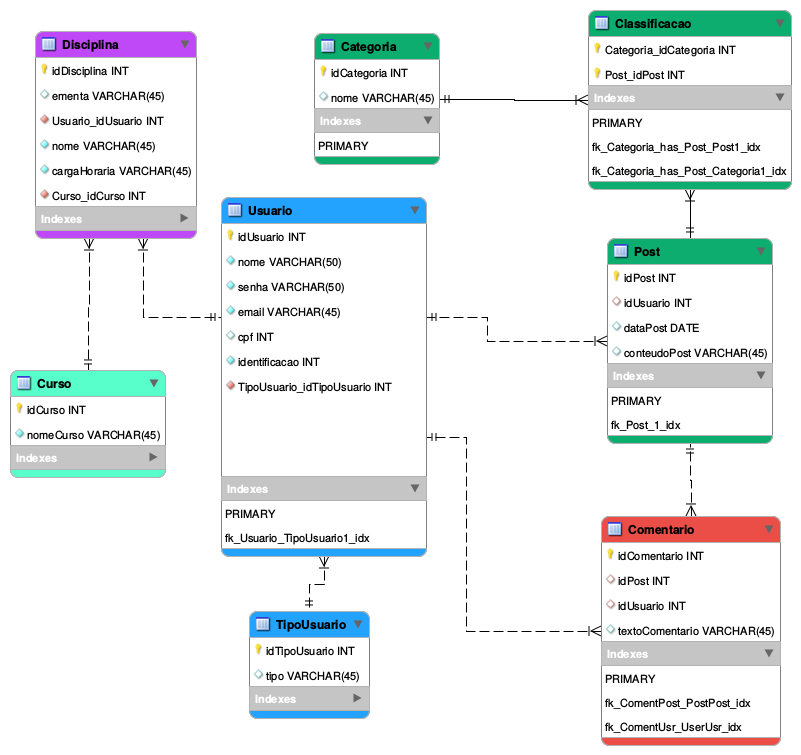 Disciplina
idDisciplina INT
ementa VARCHAR(45)
Usuario_idUsuario INT
nome VARCHAR(45)
cargaHoraria VARCHAR(45)
Curso_idCurso INT
Indexes
Categoria
idCategoria INT
nome VARCHAR(45)
Indexes
PRIMARY
Classificacao
Categoria_idCategoria INT
Post_idPost INT
Indexes
PRIMARY
fk_Categoria_has_Post_Post1_idx
fk_Categoria_has_Post_Categoria1_idx
Usuario
idUsuario INT
nome VARCHAR(50)
senha VARCHAR(50)
email VARCHAR(45)
cpf INT
identificacao INT
TipoUsuario_idTipoUsuario INT
Indexes
PRIMARY
fk_Usuario_TipoUsuario1_idx
Post
idPost INT
idUsuario INT
dataPost DATE
conteudoPost VARCHAR(45)
Indexes
PRIMARY
fk_Post_1_idx
Curso
idCurso INT
nomeCurso VARCHAR(45)
Indexes
TipoUsuario
idTipoUsuario INT
tipo VARCHAR(45)
Indexes
Comentario
idComentario INT
idPost INT
idUsuario INT
textoComentario VARCHAR(45)
Indexes
PRIMARY
fk_ComentPost_PostPost_idx
fk_ComentUsr_UserUsr_idx